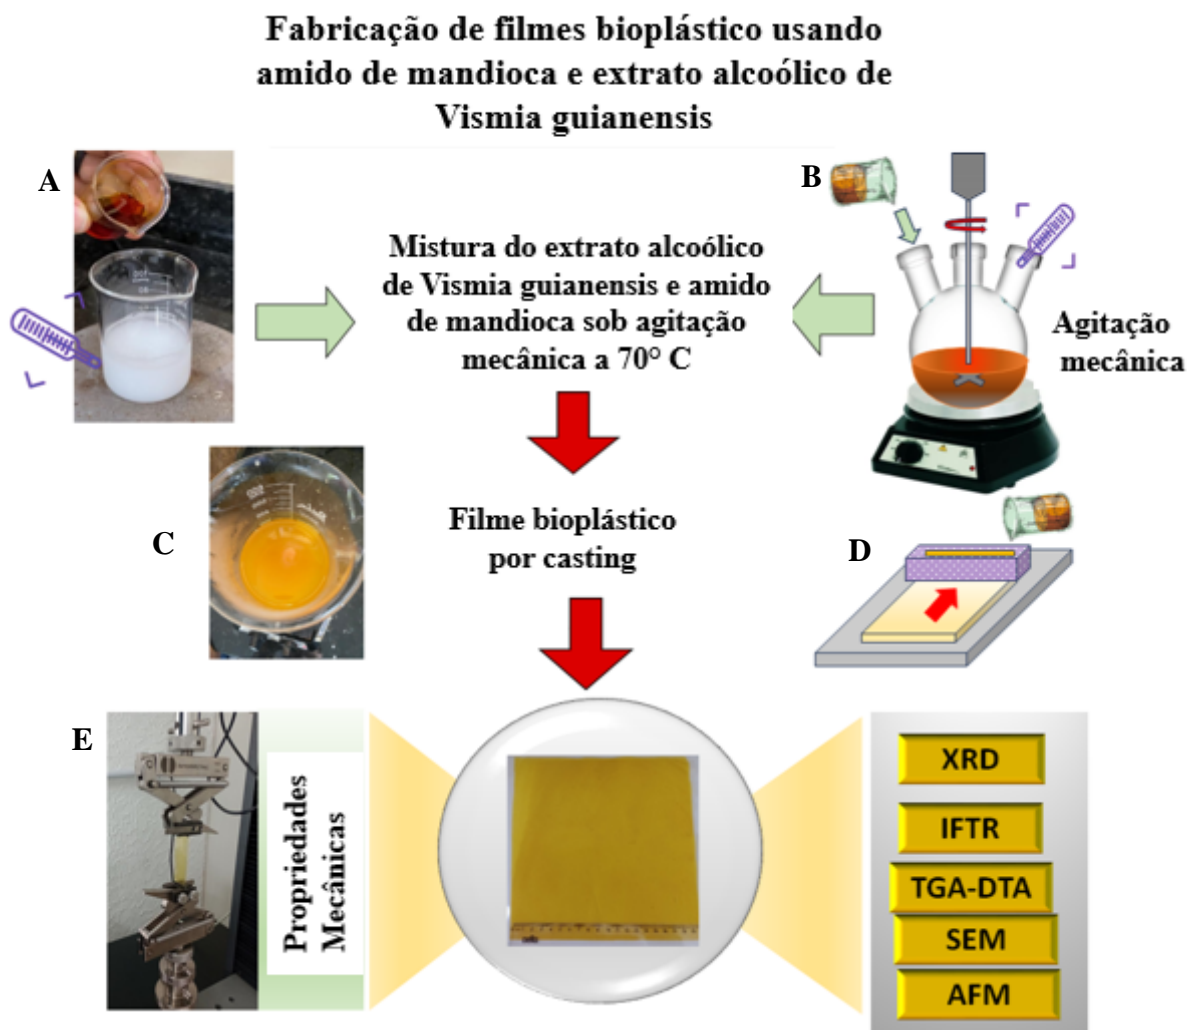 Fabricação de filmes bioplástico usando
amido de mandioca e extrato alcoólico de
Vismia guianensis
A
B
Mistura do extrato alcoólico
de Vismia guianensis e amido
de mandioca sob agitação
mecânica a 70° C
Agitação
mecânica
C
Filme bioplástico
por casting
D
E
Propriedades
Mecânicas
XRD
IFTR
TGA-DTA
SEM
AFM